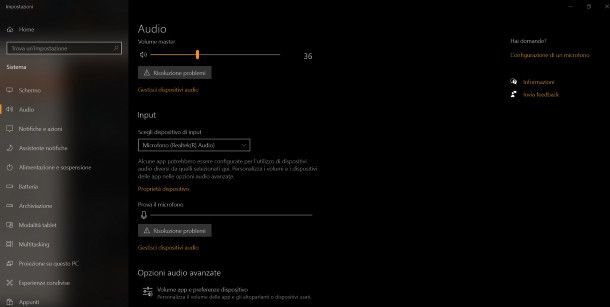 Impostazioni
Home
Trova un'impostazione
Sistema
Schermo
Audio
Notifiche e azioni
Assistente notifiche
Alimentazione e sospensione
Batteria
Archiviazione
Modalità tablet
Multitasking
Proiezione su questo PC
Esperienze condivise
Appunti
Audio
Volume master
36
Risoluzione problemi
Gestisci dispositivi audio
Input
Scegli dispositivo di input
Microfono (Realtek(R) Audio)
Alcune app potrebbero essere configurate per l'utilizzo di dispositivi
audio diversi da quelli selezionati qui. Personalizza i volumi e i dispositivi
delle app nelle opzioni audio avanzate.
Proprietà dispositivo
Prova il microfono
Risoluzione problemi
Gestisci dispositivi audio
Opzioni audio avanzate
Volume app e preferenze dispositivo
Personalizza il volume delle app e gli altoparlanti o dispositivi usati.
Hai domande?
Configurazione di un microfono
Informazioni
Invia feedback